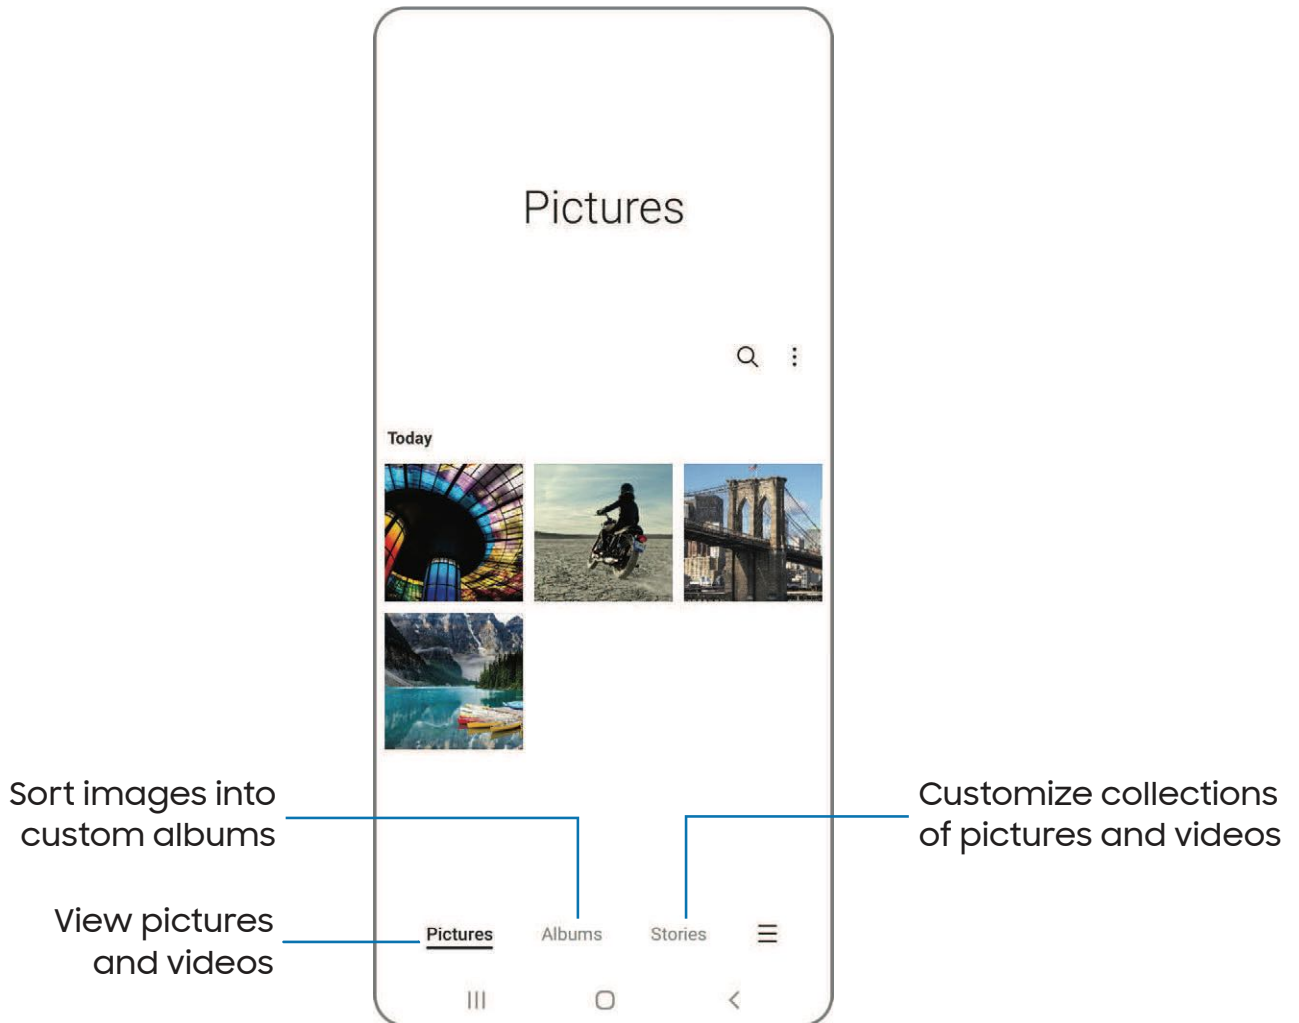 Pictures
Today
Sort images into
custom albums
Customize collections
of pictures and videos
View pictures
and videos
Pictures
Albums
Stories